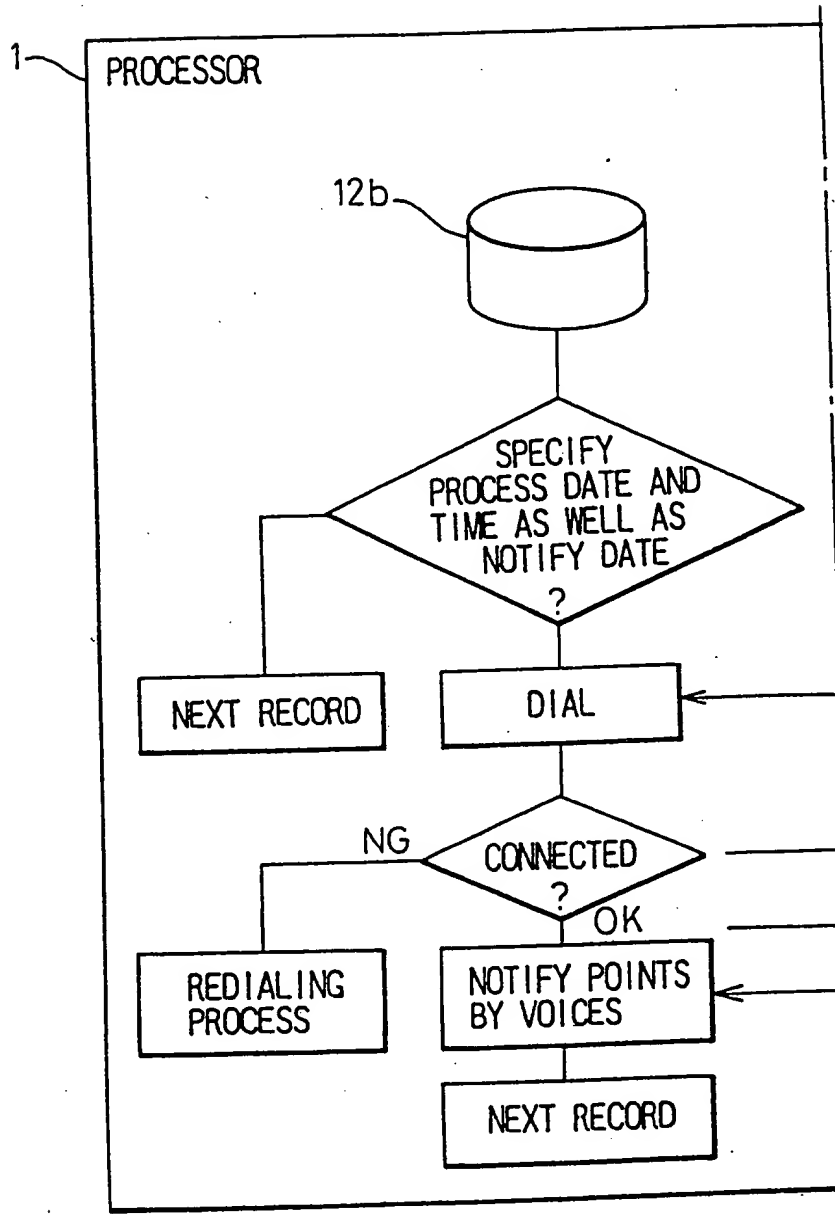 1
PROCESSOR
12b
SPECIFY
PROCESS DATE AND
TIME AS WELL AS
NOTIFY DATE
?
NEXT RECORD
DIAL
NG
CONNECTED
?
OK
REDIALING
PROCESS
NOTIFY POINTS
BY VOICES
NEXT RECORD